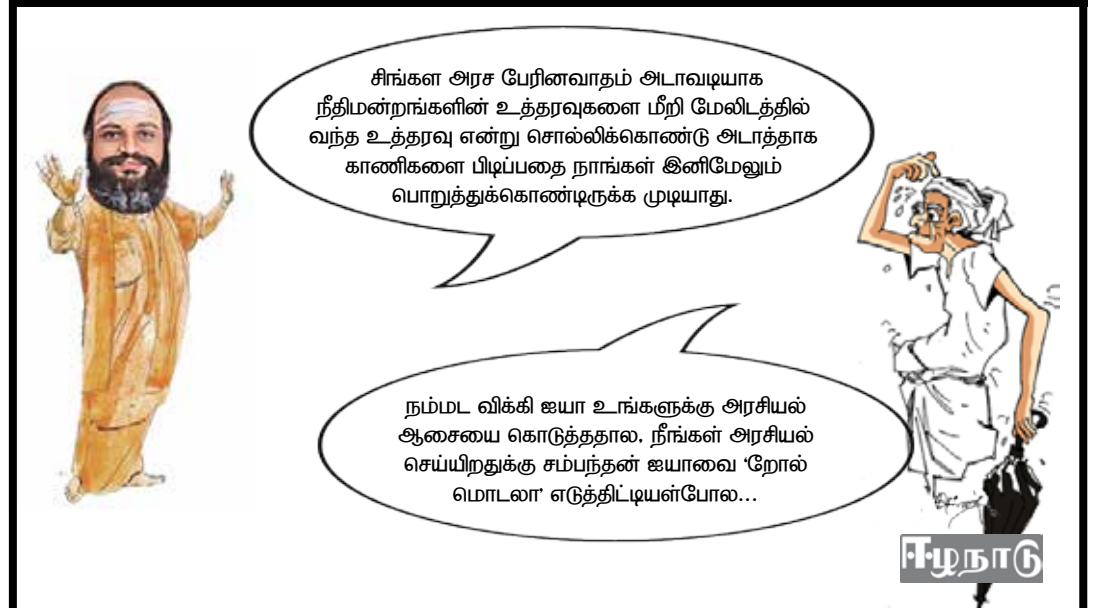 சிங்கள அரச பேரினவாதம் அடாவடியாக
நீதிமன்றங்களின் உத்தரவுகளை மீறி மேலிடத்தில்
வந்த உத்தரவு என்று சொல்லிக்கொண்டு அடாத்தாக
காணிகளை பிடிப்பதை நாங்கள் இனிமேலும்
பொறுத்துக்கொண்டிருக்க முடியாது.
நம்மட விக்கி ஐயா உங்களுக்கு அரசியல்
ஆசையை கொடுத்ததால, நீங்கள் அரசியல்
செய்யிறதுக்கு சம்பந்தன் ஐயாவை ‘றோல்
மொடலா’ எடுத்திட்டியள்போல...
ஈழநாடு